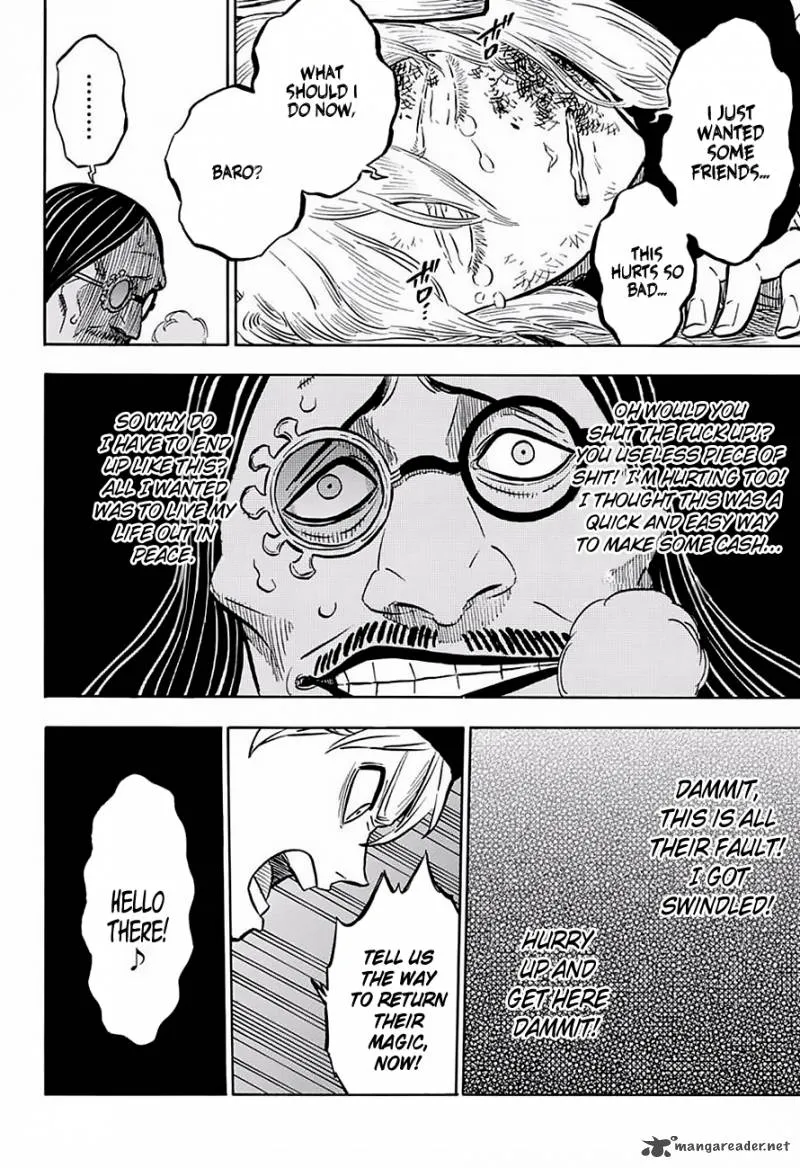 I JUST
WANTED
SOME
FRIENDS...
THIS
HURTS SO
BAD...
WHAT
SHOULD I
DO NOW,
BARO?
......
OH WOULD YOU
SHUT THE FUCK UP!?
YOU USELESS PIECE OF
SHIT! I'M HURTING TOO!
I THOUGHT THIS WAS A
QUICK AND EASY WAY
TO MAKE SOME CASH...
SO WHY DO
I HAVE TO END
UP LIKE THIS?
ALL I WANTED
WAS TO LIVE MY
LIFE OUT IN
PEACE.
DAMMIT,
THIS IS ALL
THEIR FAULT!
I GOT
SWINDLED!
HURRY
UP AND
GET HERE
DAMMIT!
TELL US
THE WAY
TO RETURN
THEIR
MAGIC,
NOW!
HELLO
THERE!
♪
mangareader.net